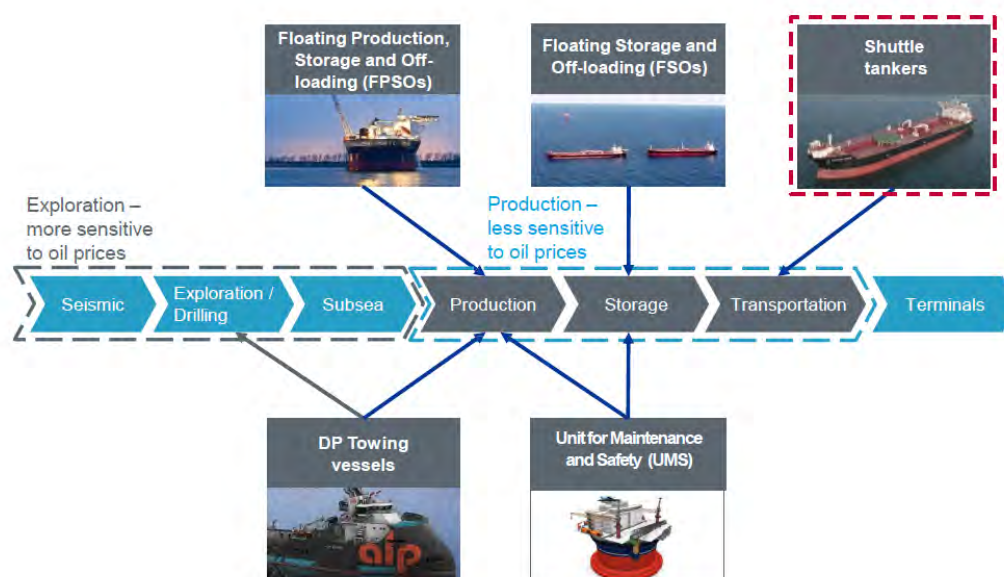 Floating Production,
Storage and Off-
loading (FPSOs)
Floating Storage and
Off-loading (FSOs)
Shuttle
tankers
Exploration –
more sensitive
to oil prices
Production –
less sensitive
to oil prices
Seismic
Exploration /
Drilling
Subsea
Production
Storage
Transportation
Terminals
DP Towing
vessels
Unit for Maintenance
and Safety (UMS)
alp